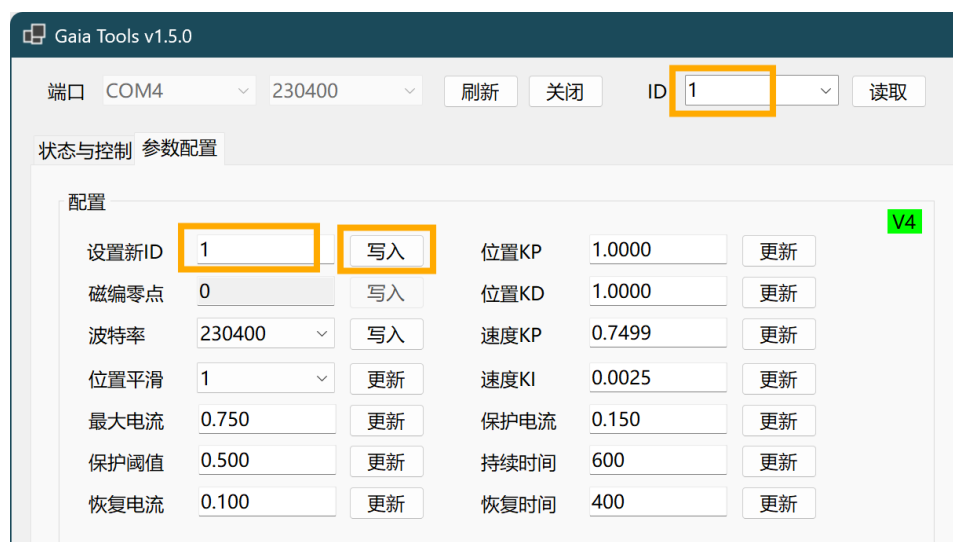 Gaia Tools v1.5.0
端口 COM4 230400 刷新 关闭 ID 1 读取
状态与控制 参数配置
配置
V4
设置新ID 1 写入 位置KP 1.0000 更新
磁编零点 0 写入 位置KD 1.0000 更新
波特率 230400 写入 速度KP 0.7499 更新
位置平滑 1 更新 速度KI 0.0025 更新
最大电流 0.750 更新 保护电流 0.150 更新
保护阈值 0.500 更新 持续时间 600 更新
恢复电流 0.100 更新 恢复时间 400 更新